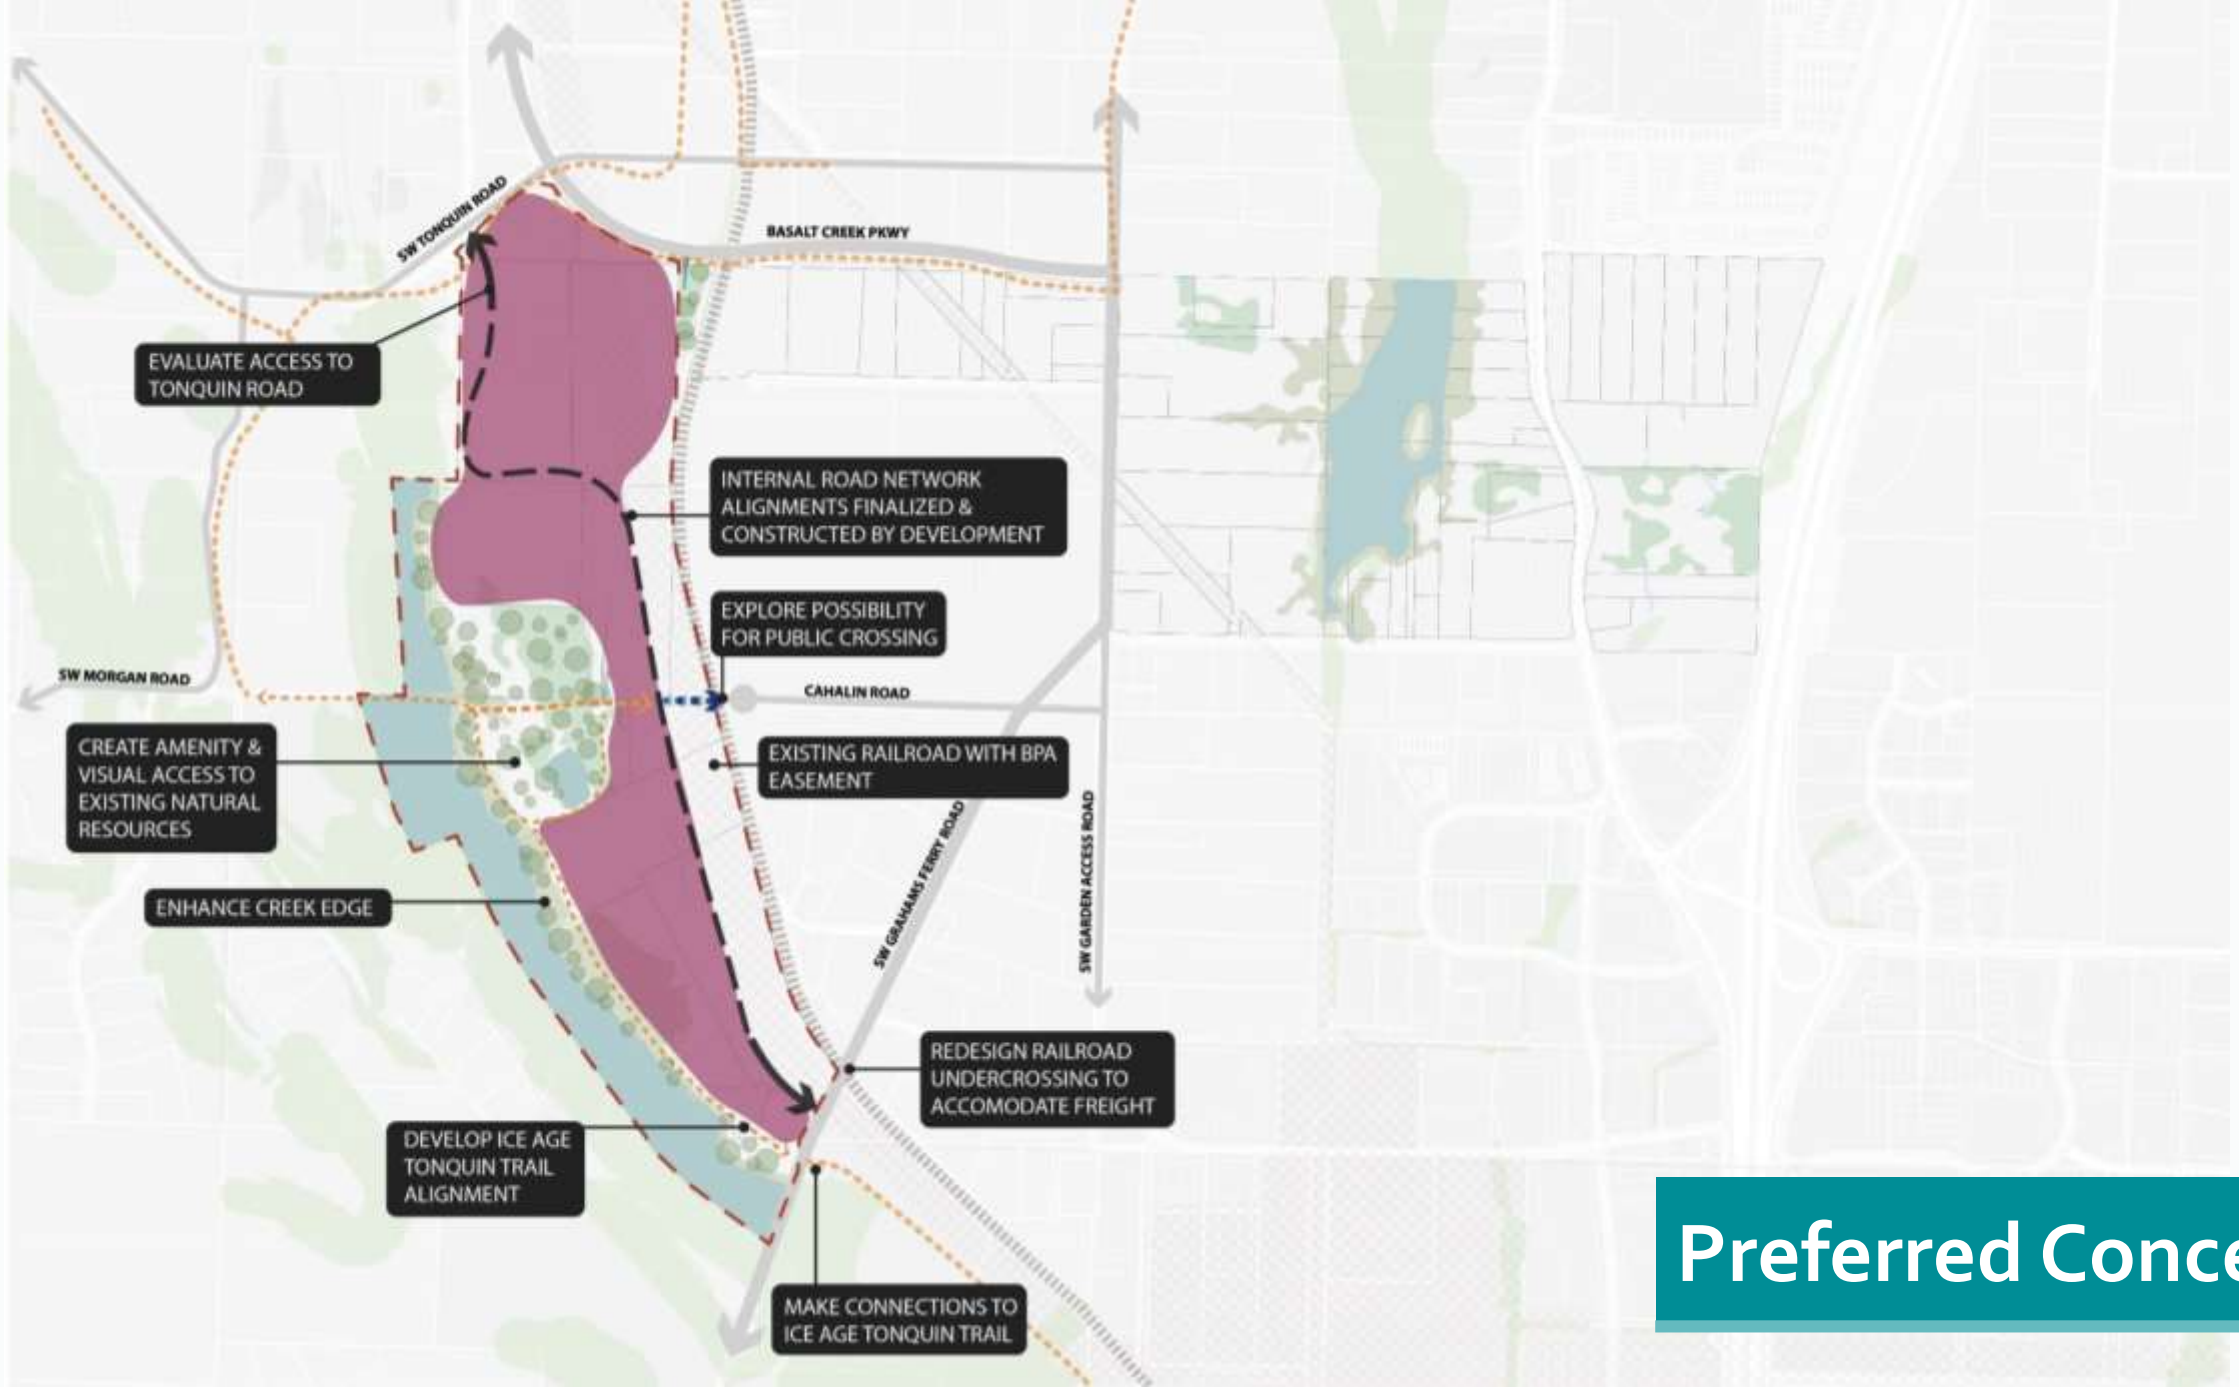 SW TONQUIN ROAD
BASALT CREEK PKWY
EVALUATE ACCESS TO
TONQUIN ROAD
INTERNAL ROAD NETWORK
ALIGNMENTS FINALIZED &
CONSTRUCTED BY DEVELOPMENT
EXPLORE POSSIBILITY
FOR PUBLIC CROSSING
SW MORGAN ROAD
CAHALIN ROAD
CREATE AMENITY &
VISUAL ACCESS TO
EXISTING NATURAL
RESOURCES
EXISTING RAILROAD WITH BPA
EASEMENT
SW GRAHAMS FERRY ROAD
SW GARDEN ACCESS ROAD
ENHANCE CREEK EDGE
REDESIGN RAILROAD
UNDERCROSSING TO
ACCOMODATE FREIGHT
DEVELOP ICE AGE
TONQUIN TRAIL
ALIGNMENT
MAKE CONNECTIONS TO
ICE AGE TONQUIN TRAIL
Preferred Conce